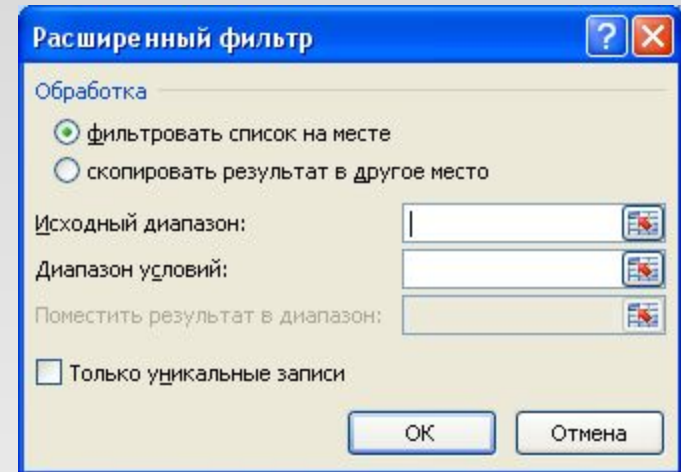 Расширенный фильтр
Обработка
фильтровать список на месте
скопировать результат в другое место
Исходный диапазон:
Диапазон условий:
Поместить результат в диапазон:
Только уникальные записи
ОК
Отмена